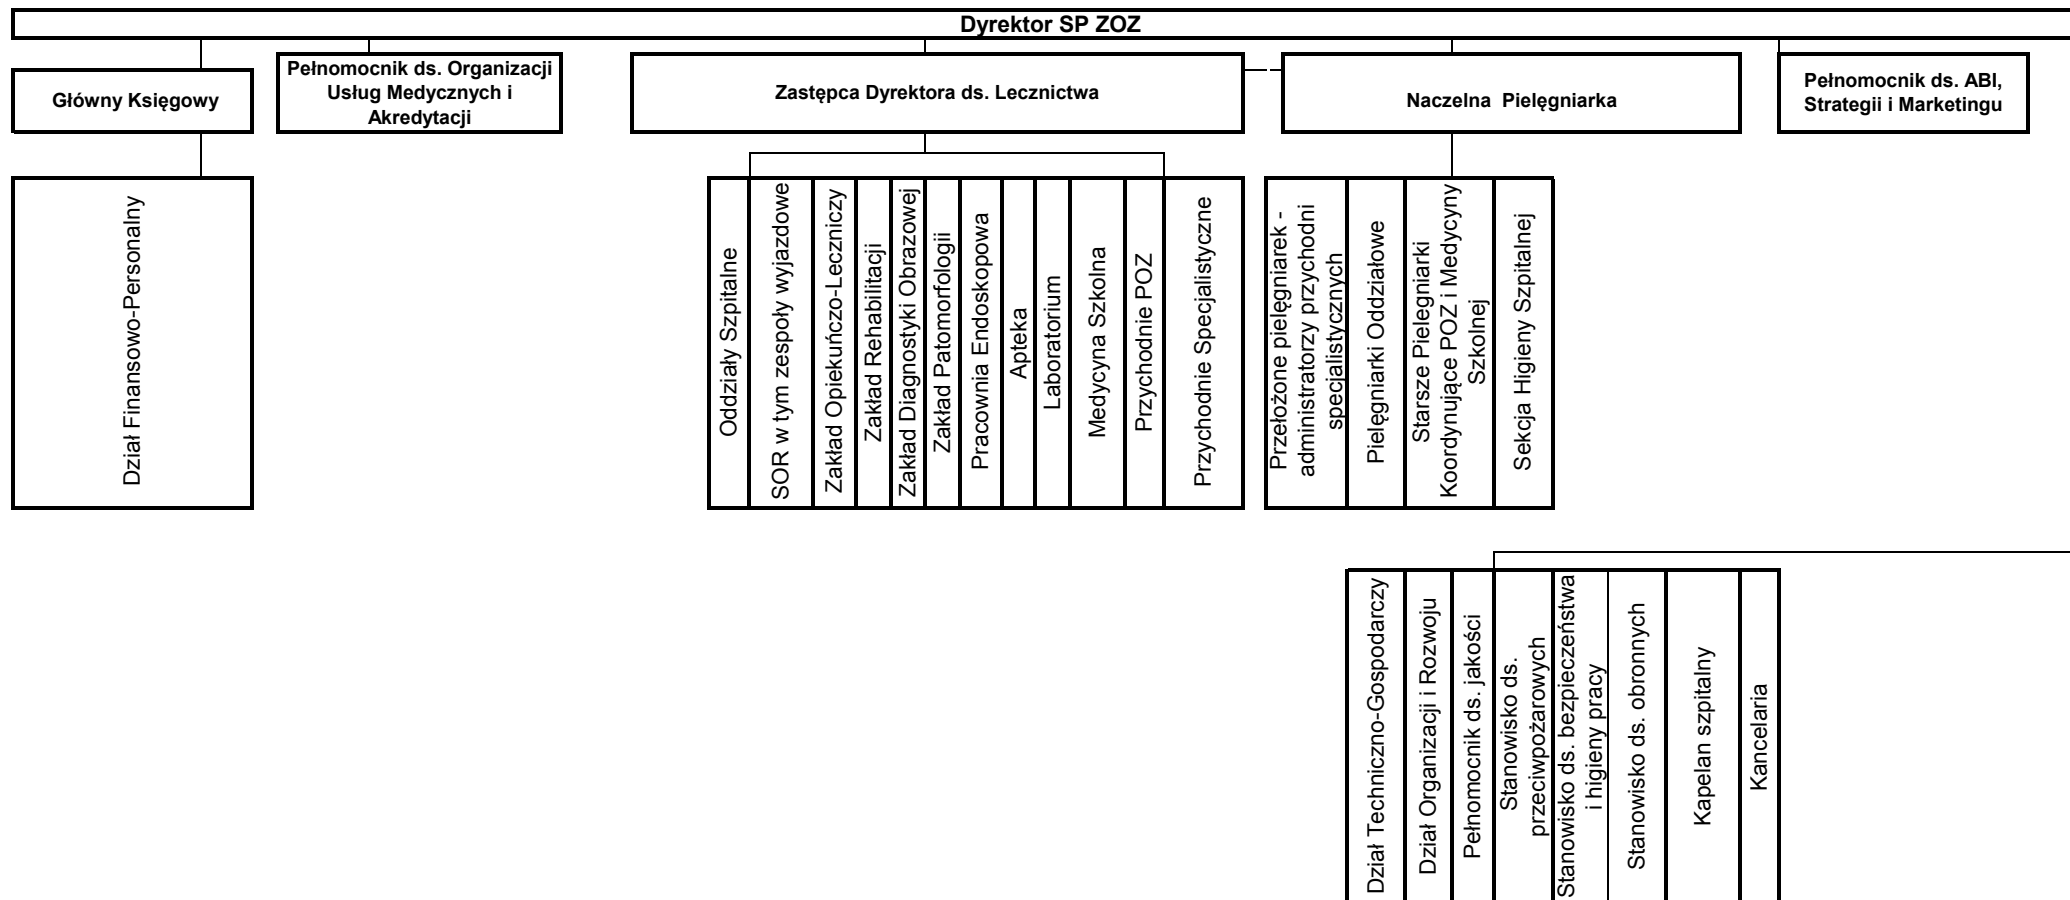 Dyrektor SP ZOZ
Główny Księgowy
Pełnomocnik ds. Organizacji
Usług Medycznych i
Akredytacji
Zastępca Dyrektora ds. Lecznictwa
Naczelna Pielęgniarka
Pełnomocnik ds. ABI,
Strategii i Marketingu
Dział Finansowo-Personalny
Oddziały Szpitalne
SOR w tym zespoły wyjazdowe
Zakład Opiekuńczo-Leczniczy
Zakład Rehabilitacji
Zakład Diagnostyki Obrazowej
Zakład Patomorfologii
Pracownia Endoskopowa
Apteka
Laboratorium
Medycyna Szkolna
Przychodnie POZ
Przychodnie Specjalistyczne
Przełożone pielęgniarek -
administratorzy przychodni
specjalistycznych
Pielęgniarki Oddziałowe
Starsze Pielegniarki
Koordynujące POZ i Medycyny
Szkolnej
Sekcja Higieny Szpitalnej
Dział Techniczno-Gospodarczy
Dział Organizacji i Rozwoju
Pełnomocnik ds. jakości
Stanowisko ds.
przeciwpożarowych
Stanowisko ds. bezpieczeństwa
i higieny pracy
Stanowisko ds. obronnych
Kapelan szpitalny
Kancelaria